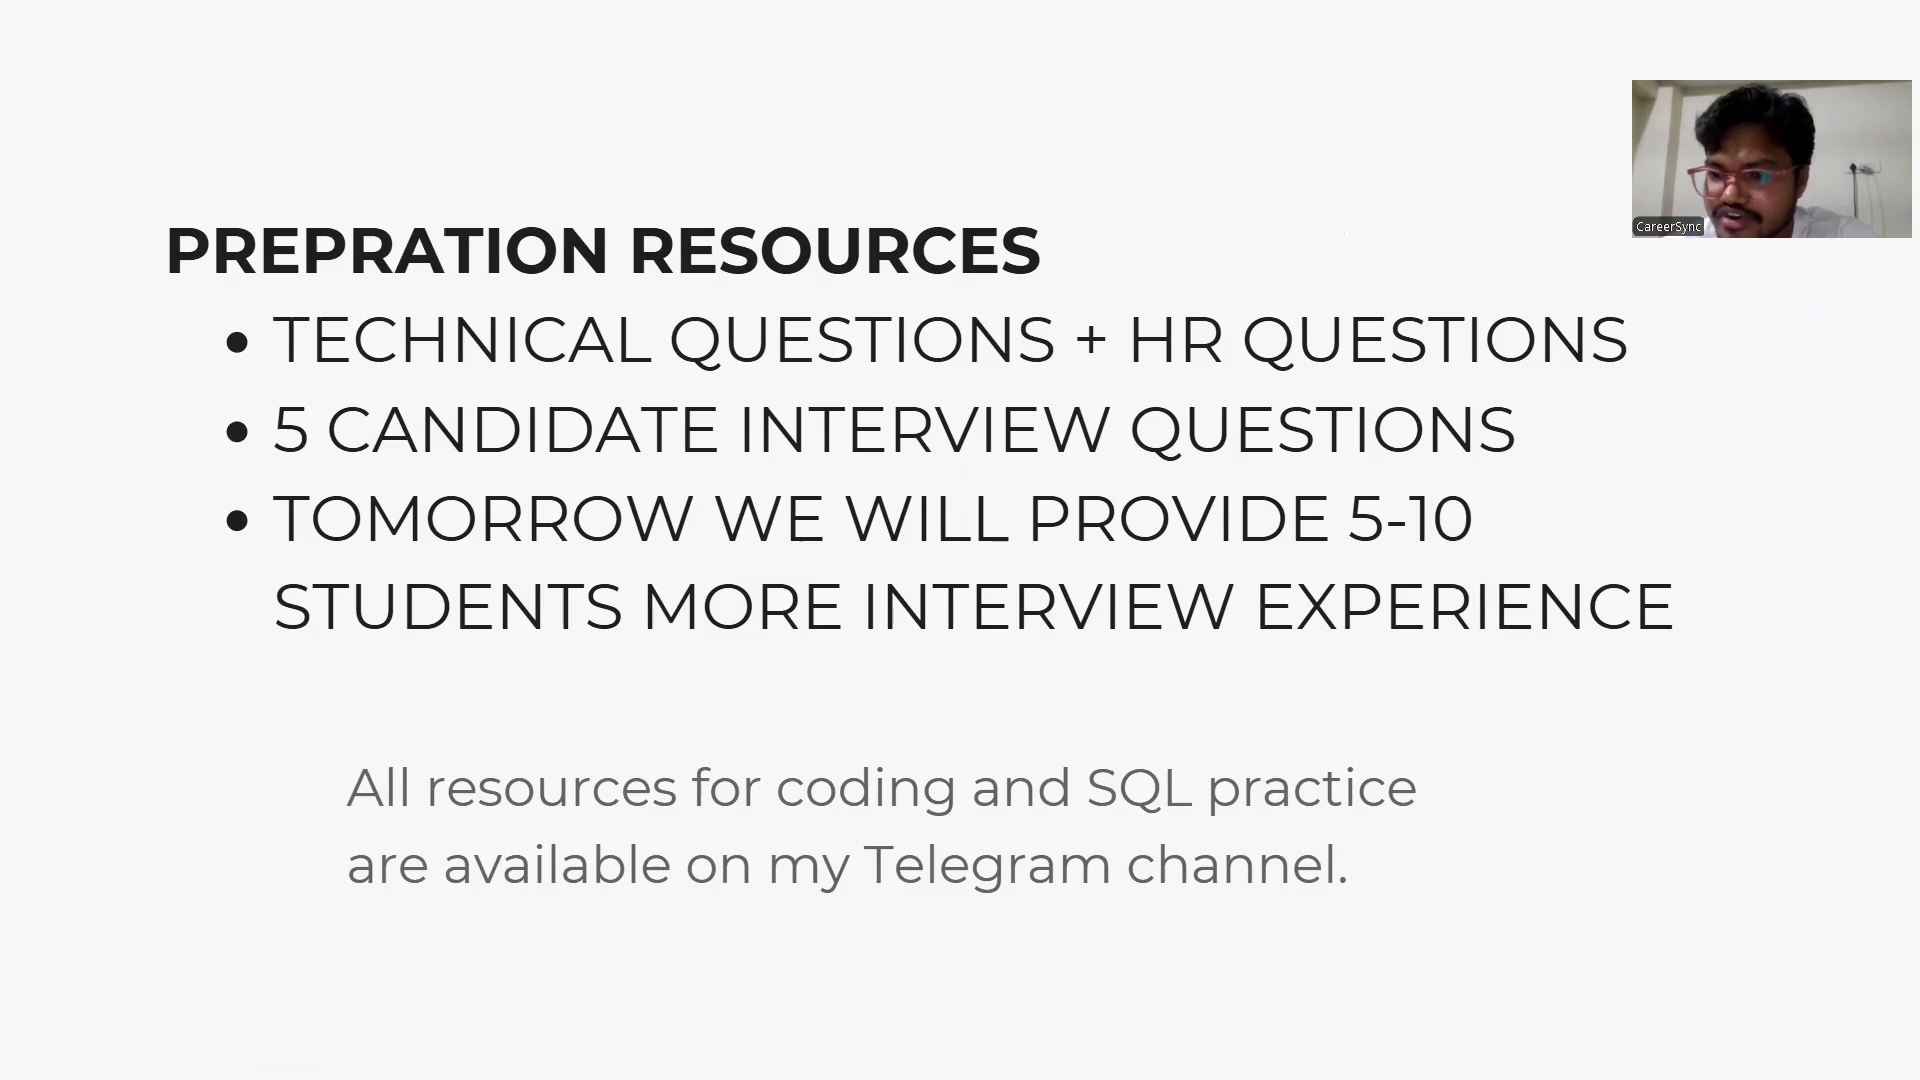 PREPRATION RESOURCES
• TECHNICAL QUESTIONS + HR QUESTIONS
• 5 CANDIDATE INTERVIEW QUESTIONS
• TOMORROW WE WILL PROVIDE 5-10
STUDENTS MORE INTERVIEW EXPERIENCE
All resources for coding and SQL practice
are available on my Telegram channel.
CareerSync